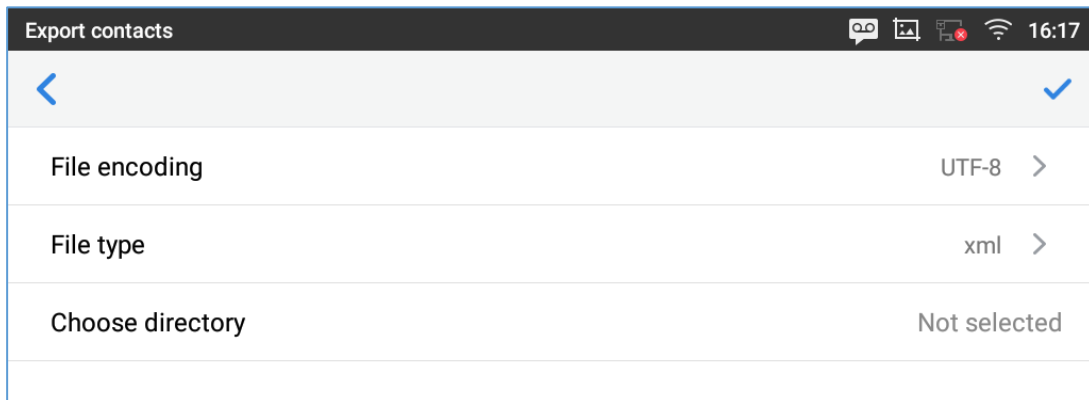 Export contacts 16:17
File encoding UTF-8
File type xml
Choose directory Not selected